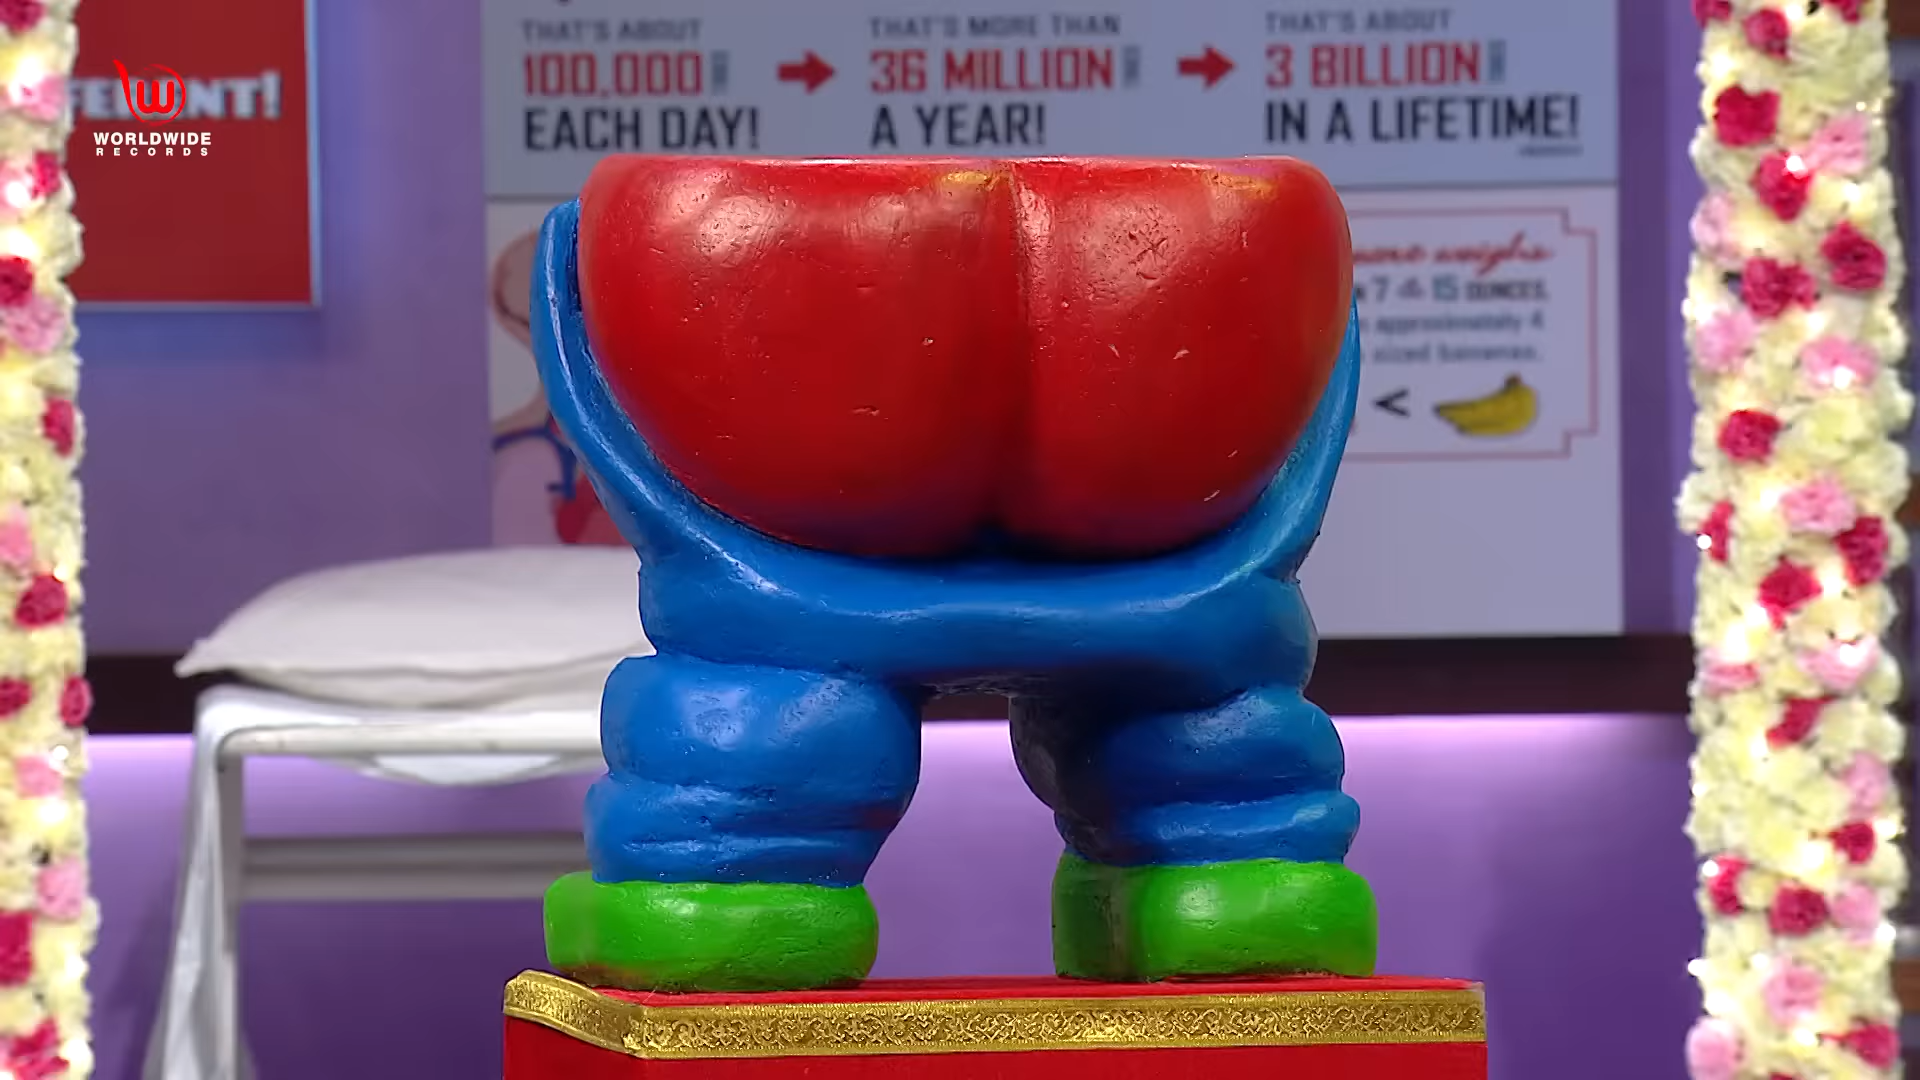 THAT'S ABOUT
100,000
EACH DAY!
THAT'S MORE THAN
36 MILLION
A YEAR!
THAT'S ABOUT
3 BILLION
IN A LIFETIME!
WORLDWIDE
RECORDS
weighs
7 15 OUNCES.
approximately 4
sized bananas.
<